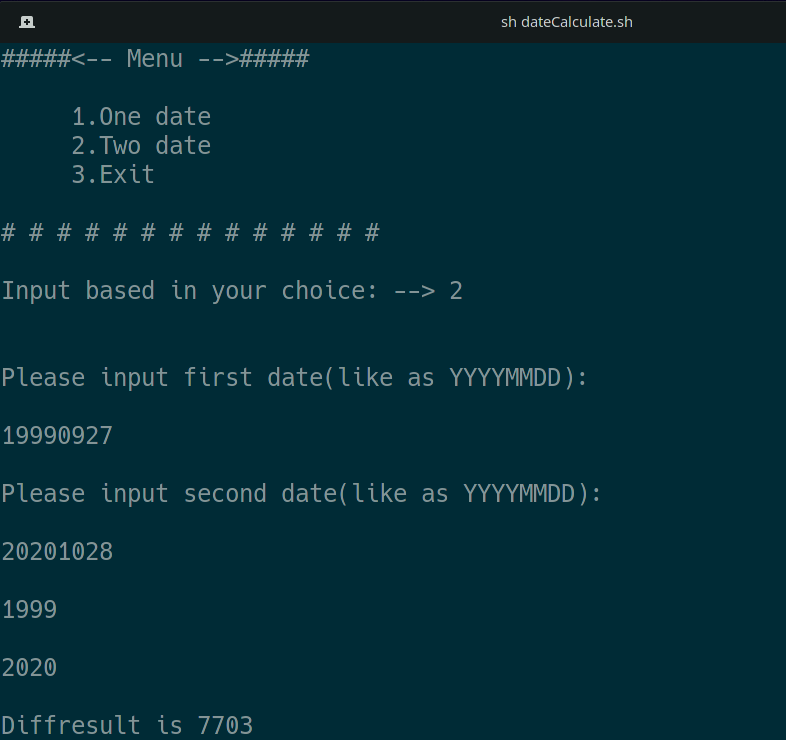 sh dateCalculate.sh
#####<-- Menu -->#####
1.One date
2.Two date
3.Exit
# # # # # # # # # # # # # #
Input based in your choice: --> 2
Please input first date(like as YYYYMMDD):
19990927
Please input second date(like as YYYYMMDD):
20201028
1999
2020
Diffresult is 7703